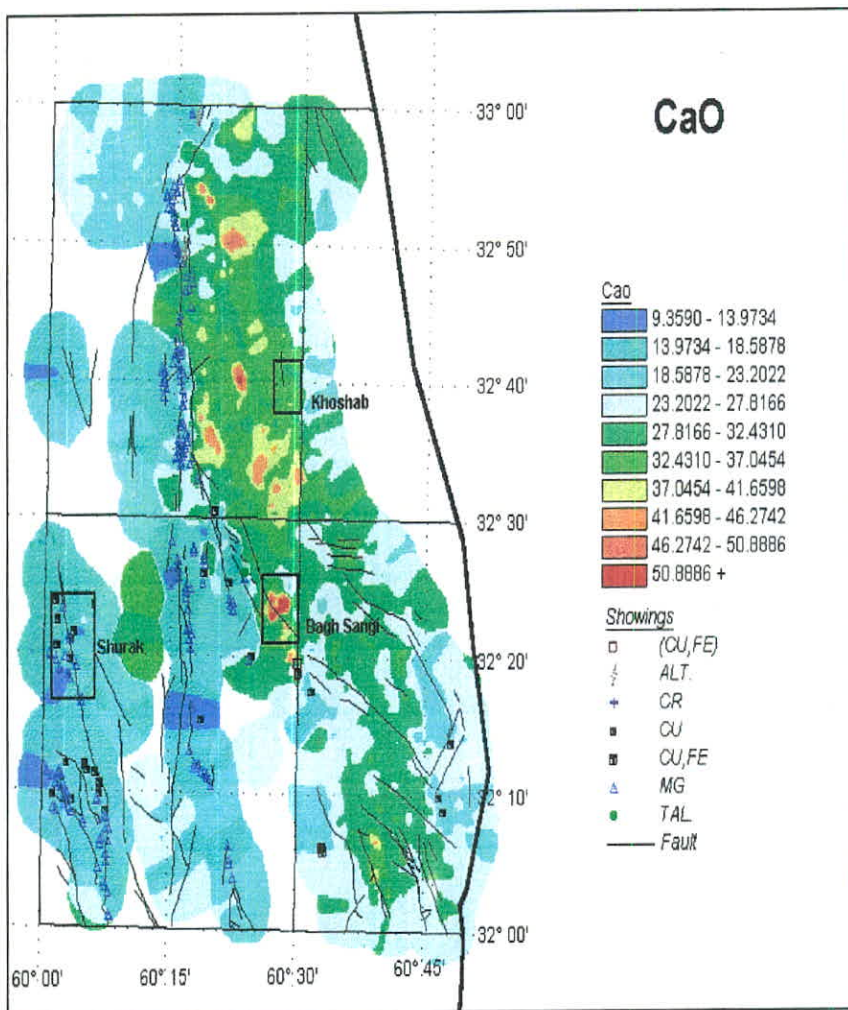 CaO
33° 00'
32° 50'
32° 40'
32° 30'
32° 20'
32° 10'
32° 00'
60° 00'
60° 15'
60° 30'
60° 45'
Khoshab
Bagh Sangi
Shurak
Cao
9.3590 - 13.9734
13.9734 - 18.5878
18.5878 - 23.2022
23.2022 - 27.8166
27.8166 - 32.4310
32.4310 - 37.0454
37.0454 - 41.6598
41.6598 - 46.2742
46.2742 - 50.8886
50.8886 +
Showings
(CU,FE)
ALT.
CR
CU
CU,FE
MG
TAL.
Fault